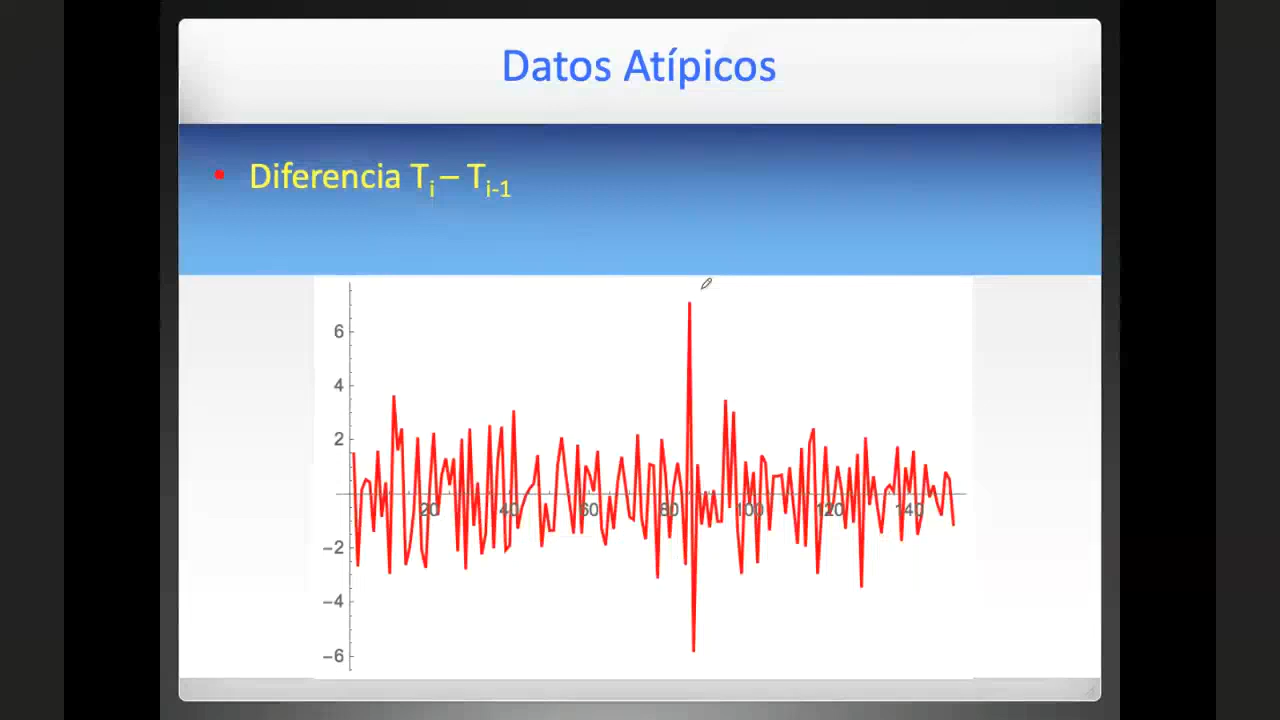 Datos Atípicos
• Diferencia Tᵢ – Tᵢ₋₁
6
4
2
20 40 60 80 100 120 140
−2
−4
−6